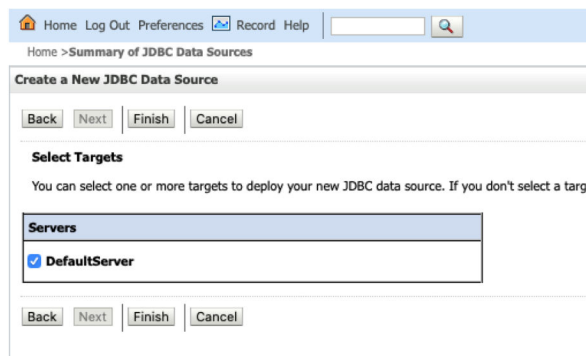 Home Log Out Preferences Record Help
Home >Summary of JDBC Data Sources
Create a New JDBC Data Source
Back Next Finish Cancel
Select Targets
You can select one or more targets to deploy your new JDBC data source. If you don't select a targ
Servers
DefaultServer
Back Next Finish Cancel